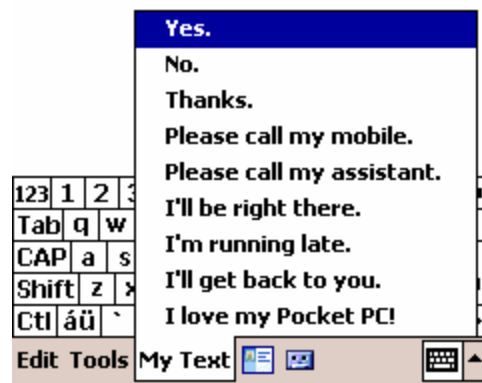 Yes.
No.
Thanks.
Please call my mobile.
Please call my assistant.
I'll be right there.
I'm running late.
I'll get back to you.
I love my Pocket PC!
123 1 2 3
Tab q w
CAP a s
Shift z
Ctl áü `
Edit Tools My Text